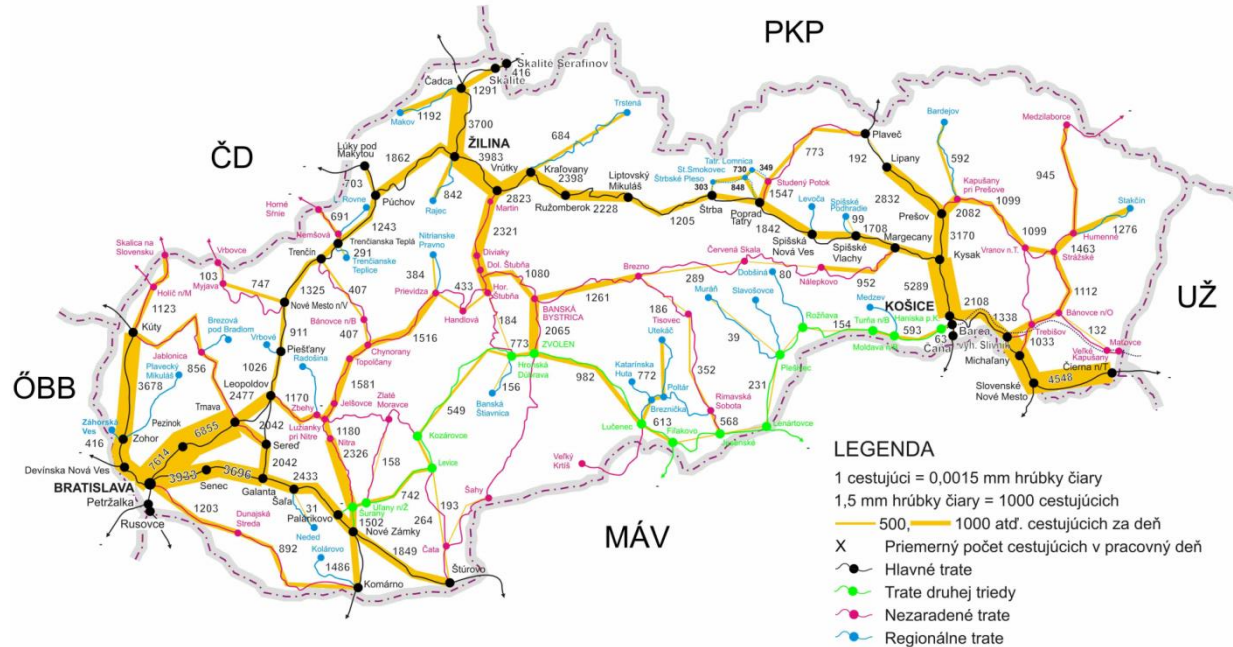 PKP
ČD
ŐBB
MÁV
UŽ
Skalité Serafínov
416
Skalité
Čadca
1291
Makov
1192
3700
Trstená
684
ŽILINA
Lúky pod
Makytou
1862
3983
Vrútky
Kraľovany
2398
703
Púchov
Rajec
842
2823
Ružomberok
Liptovský
Mikuláš
2228
1205
Martin
2321
Horné
Sŕnie
Rovne
691
Nemšová
1243
Trenčianska Teplá
291
Trenčianske
Teplice
Trenčín
Nitrianske
Pravno
Diviaky
Dol. Štubňa
1080
Hor.
Štubňa
384
433
Prievidza
Handlová
184
Tatr. Lomnica
349
St.Smokovec
730
Štrbské Pleso
303
848
Studený Potok
773
1547
Štrba
Poprad
Tatry
1842
Levoča
Spišské
Podhradie
99
1708
Spišská
Nová Ves
Spišské
Vlachy
Margecany
Plaveč
192
Lipany
2832
Bardejov
592
Kapušany
pri Prešove
Prešov
2082
1099
3170
Kysak
Medzilaborce
945
Stakčín
1276
Humenné
1099
Vranov n.T.
1463
Strážske
1112
Bánovce n/O
Trebišov
132
Maťovce
Veľké
Kapušany
Čierna n/T
4548
Slovenské
Nové Mesto
Michaľany
1033
1338
2108
Barca
Výh. Slivník
KOŠICE
5289
Haniska p.K.
Čaňa
63
593
Medzev
Moldava n/B
Turňa n/B
154
Rožňava
Nálepkovo
952
Červená Skala
Dobšiná
80
289
Brezno
1261
Muráň
Slavošovce
39
Plešivec
231
Lenártovce
186
Tisovec
Utekáč
352
Katarínska
Huta
772
Poltár
Breznička
Rimavská
Sobota
568
Jesenské
Lučenec
613
Fiľakovo
982
BANSKÁ
BYSTRICA
2065
ZVOLEN
773
Hronská
Dúbrava
156
Banská
Štiavnica
Veľký
Krtíš
Šahy
193
Skalica na
Slovensku
Vrbovce
Holíč n/M
103
Myjava
747
1123
Kúty
Brezová
pod Bradlom
Jablonica
Plavecký
Mikuláš
856
3678
Záhorská
Ves
Zohor
416
Devínska Nová Ves
BRATISLAVA
Petržalka
Rusovce
Pezinok
7614
6855
Trnava
3933
Senec
3696
Galanta
2042
Sereď
2042
2477
Leopoldov
1026
Vrbové
Piešťany
911
Nové Mesto n/V
1325
407
Bánovce n/B
407
Chynorany
1516
Topoľčany
Radošina
1581
Zbehy
1170
Lužianky
pri Nitre
Jelšovce
Zlaté
Moravce
1180
Nitra
2326
158
549
Kozárovce
Levice
742
Úľany n/Ž
Šurany
264
Čata
2433
Šaľa
31
Neded
Palárikovo
1502
Nové Zámky
1849
Štúrovo
1203
Dunajská
Streda
892
Kolárovo
1486
Komárno
LEGENDA
1 cestujúci = 0,0015 mm hrúbky čiary
1,5 mm hrúbky čiary = 1000 cestujúcich
500, 1000 atď. cestujúcich za deň
X Priemerný počet cestujúcich v pracovný deň
Hlavné trate
Trate druhej triedy
Nezaradené trate
Regionálne trate